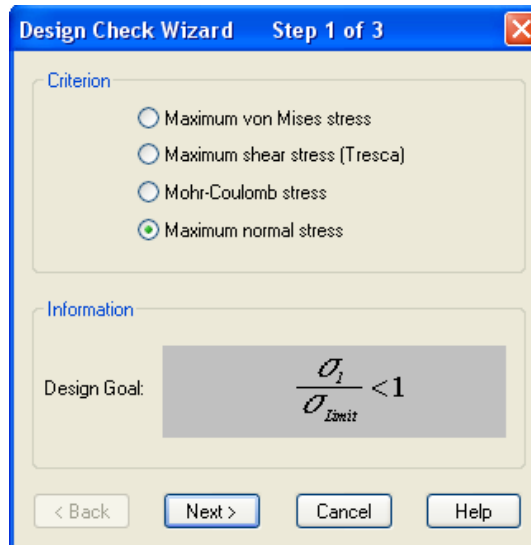 Design Check Wizard Step 1 of 3
Criterion
Maximum von Mises stress
Maximum shear stress (Tresca)
Mohr-Coulomb stress
Maximum normal stress
Information
Design Goal:
σ₁
σ_Limit
<1
< Back Next > Cancel Help